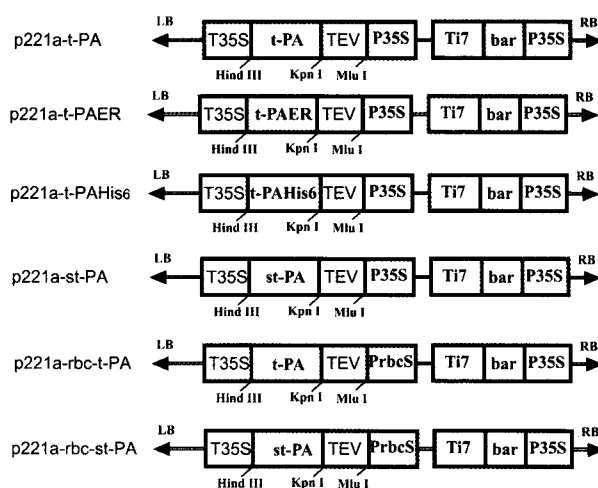 LB RB
p221a-t-PA T35S t-PA TEV P35S Ti7 bar P35S
Hind III Kpn I Mlu I
LB RB
p221a-t-PAER T35S t-PAER TEV P35S Ti7 bar P35S
Hind III Kpn I Mlu I
LB RB
p221a-t-PAHis6 T35S t-PAHis6 TEV P35S Ti7 bar P35S
Hind III Kpn I Mlu I
LB RB
p221a-st-PA T35S st-PA TEV P35S Ti7 bar P35S
Hind III Kpn I Mlu I
LB RB
p221a-rbc-t-PA T35S t-PA TEV PrbcS Ti7 bar P35S
Hind III Kpn I Mlu I
LB RB
p221a-rbc-st-PA T35S st-PA TEV PrbcS Ti7 bar P35S
Hind III Kpn I Mlu I